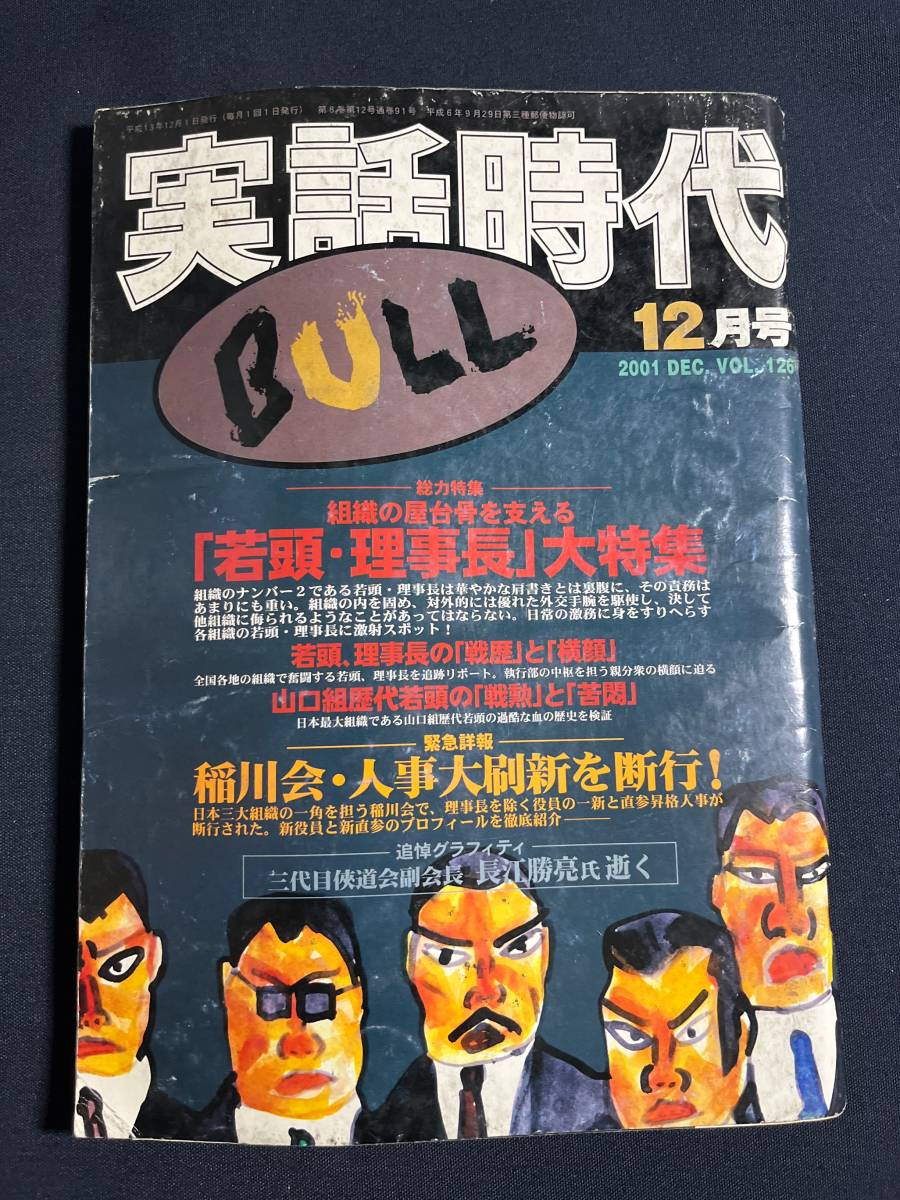 平成13年12月1日発行(毎月1回1日発行) 第8巻第12号通巻91号 平成6年9月29日第三種郵便物認可
実話時代
BULL
12月号
2001 DEC. VOL.126
総力特集
組織の屋台骨を支える
「若頭・理事長」大特集
組織のナンバー2である若頭・理事長は華やかな肩書きとは裏腹に、その責務は
あまりにも重い。組織の内を固め、対外的には優れた外交手腕を駆使し、決して
他組織に侮られるようなことがあってはならない。日常の激務に身をすりへらす
各組織の若頭・理事長に激射スポット!
若頭、理事長の「戦歴」と「横顔」
全国各地の組織で奮闘する若頭、理事長を追跡リポート。執行部の中枢を担う親分衆の横顔に迫る
山口組歴代若頭の「戦勲」と「苦悶」
日本最大組織である山口組歴代若頭の過酷な血の歴史を検証
緊急詳報
稲川会・人事大刷新を断行!
日本三大組織の一角を担う稲川会で、理事長を除く役員の一新と直参昇格人事が
断行された。新役員と新直参のプロフィールを徹底紹介――
追悼グラフィティ
三代目俠道会副会長 長江勝亮氏 逝く